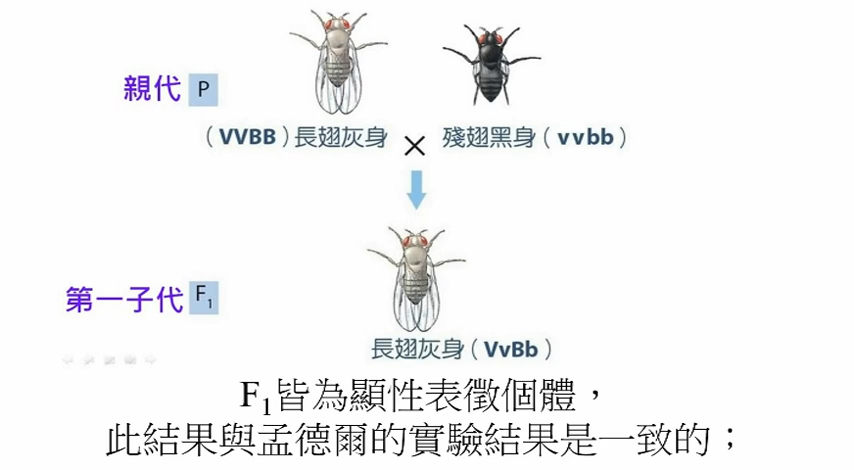 親代 P
（VVBB）長翅灰身 × 殘翅黑身（vvbb）
第一子代 F₁
長翅灰身（VvBb）
F₁皆為顯性表徵個體，
此結果與孟德爾的實驗結果是一致的；